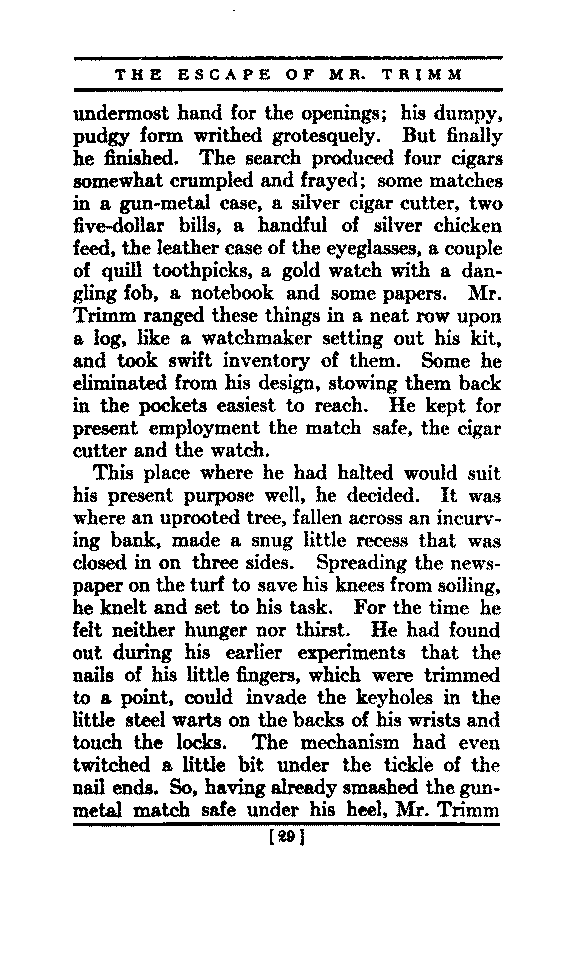 THE ESCAPE OF MR. TRIMM
undermost hand for the openings; his dumpy,
pudgy form writhed grotesquely. But finally
he finished. The search produced four cigars
somewhat crumpled and frayed; some matches
in a gun-metal case, a silver cigar cutter, two
five-dollar bills, a handful of silver chicken
feed, the leather case of the eyeglasses, a couple
of quill toothpicks, a gold watch with a dan-
gling fob, a notebook and some papers. Mr.
Trimm ranged these things in a neat row upon
a log, like a watchmaker setting out his kit,
and took swift inventory of them. Some he
eliminated from his design, stowing them back
in the pockets easiest to reach. He kept for
present employment the match safe, the cigar
cutter and the watch.
This place where he had halted would suit
his present purpose well, he decided. It was
where an uprooted tree, fallen across an incurv-
ing bank, made a snug little recess that was
closed in on three sides. Spreading the news-
paper on the turf to save his knees from soiling,
he knelt and set to his task. For the time he
felt neither hunger nor thirst. He had found
out during his earlier experiments that the
nails of his little fingers, which were trimmed
to a point, could invade the keyholes in the
little steel warts on the backs of his wrists and
touch the locks. The mechanism had even
twitched a little bit under the tickle of the
nail ends. So, having already smashed the gun-
metal match safe under his heel, Mr. Trimm
[29]